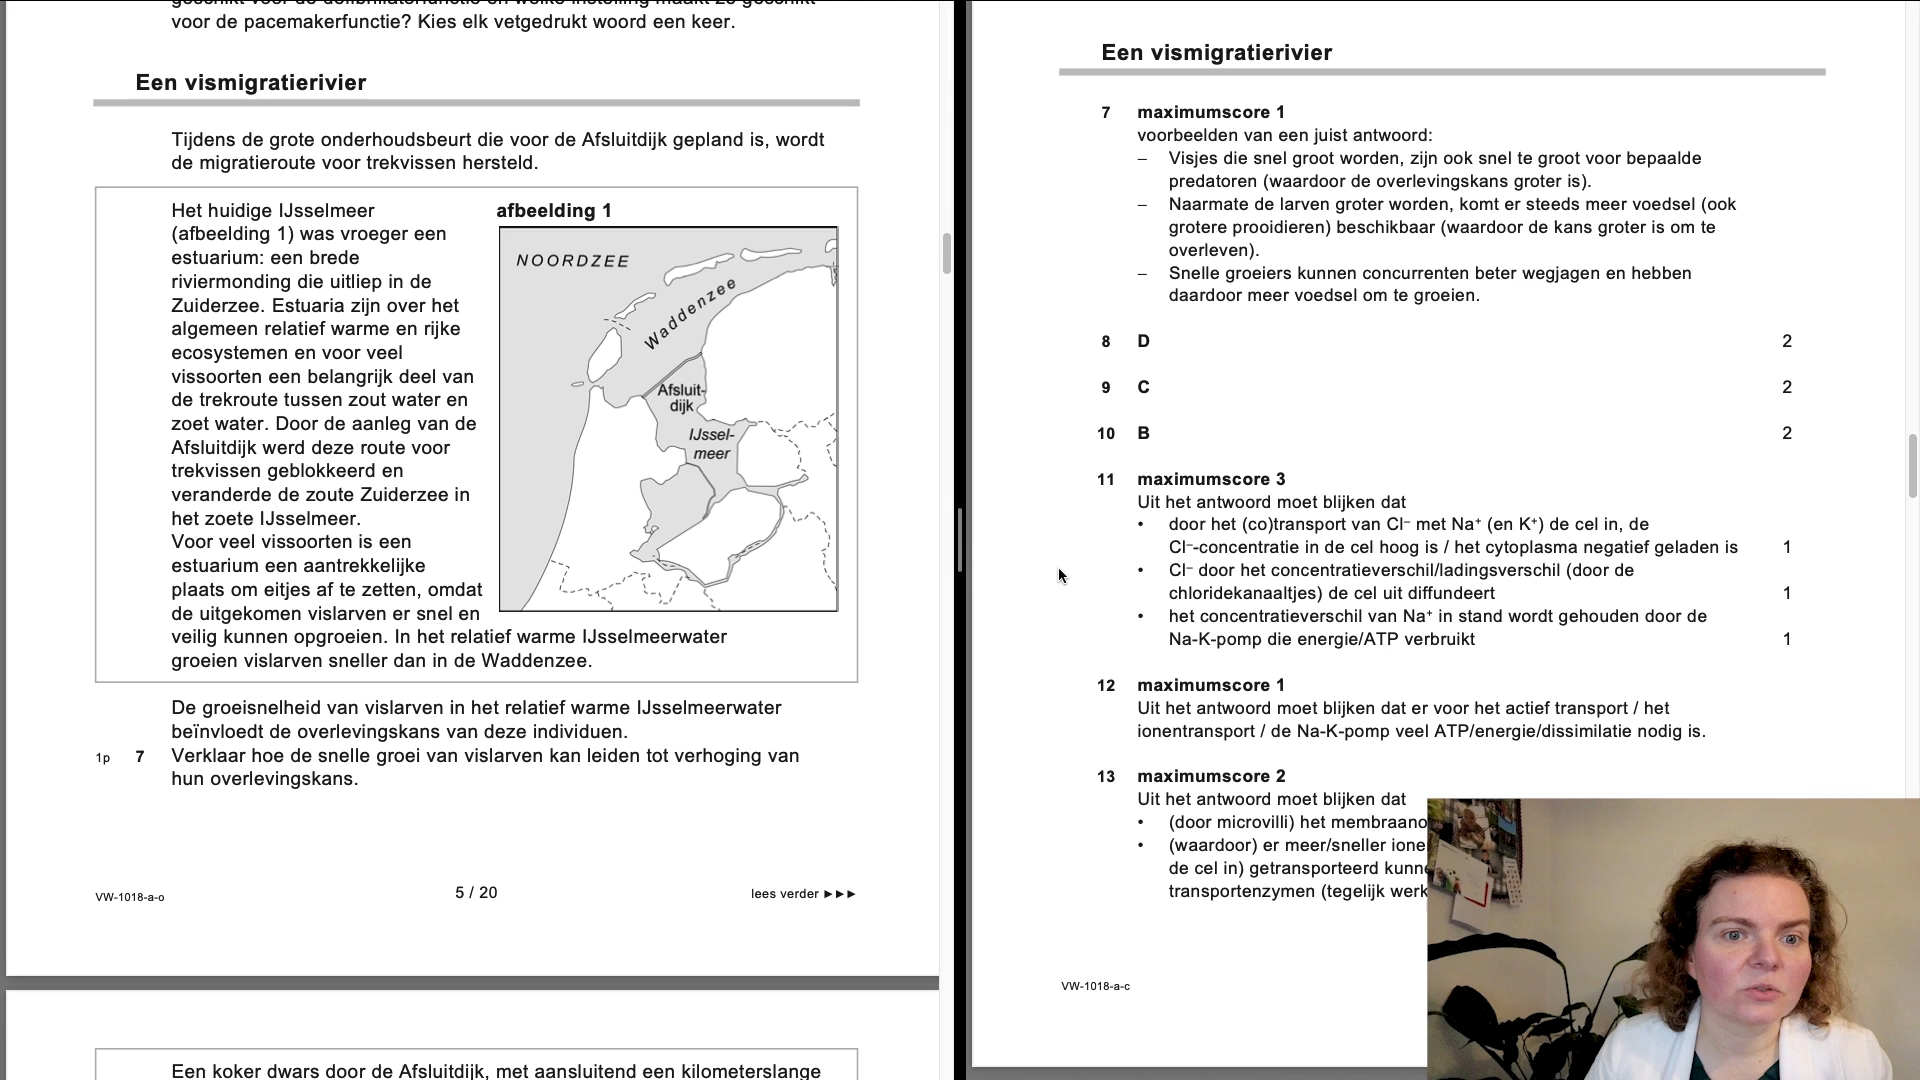 geschikt voor de defibrillatorfunctie en welke instelling maakt ze geschikt
voor de pacemakerfunctie? Kies elk vetgedrukt woord een keer.
Een vismigratierivier
Tijdens de grote onderhoudsbeurt die voor de Afsluitdijk gepland is, wordt
de migratieroute voor trekvissen hersteld.
Het huidige IJsselmeer
(afbeelding 1) was vroeger een
estuarium: een brede
riviermonding die uitliep in de
Zuiderzee. Estuaria zijn over het
algemeen relatief warme en rijke
ecosystemen en voor veel
vissoorten een belangrijk deel van
de trekroute tussen zout water en
zoet water. Door de aanleg van de
Afsluitdijk werd deze route voor
trekvissen geblokkeerd en
veranderde de zoute Zuiderzee in
het zoete IJsselmeer.
Voor veel vissoorten is een
estuarium een aantrekkelijke
plaats om eitjes af te zetten, omdat
de uitgekomen vislarven er snel en
veilig kunnen opgroeien. In het relatief warme IJsselmeerwater
groeien vislarven sneller dan in de Waddenzee.
afbeelding 1
NOORDZEE
Waddenzee
Afsluit-
dijk
IJssel-
meer
De groeisnelheid van vislarven in het relatief warme IJsselmeerwater
beïnvloedt de overlevingskans van deze individuen.
1p 7 Verklaar hoe de snelle groei van vislarven kan leiden tot verhoging van
hun overlevingskans.
VW-1018-a-o 5 / 20 lees verder ►►►
Een koker dwars door de Afsluitdijk, met aansluitend een kilometerslange
Een vismigratierivier
7 maximumscore 1
voorbeelden van een juist antwoord:
– Visjes die snel groot worden, zijn ook snel te groot voor bepaalde
predatoren (waardoor de overlevingskans groter is).
– Naarmate de larven groter worden, komt er steeds meer voedsel (ook
grotere prooidieren) beschikbaar (waardoor de kans groter is om te
overleven).
– Snelle groeiers kunnen concurrenten beter wegjagen en hebben
daardoor meer voedsel om te groeien.
8 D 2
9 C 2
10 B 2
11 maximumscore 3
Uit het antwoord moet blijken dat
• door het (co)transport van Cl⁻ met Na⁺ (en K⁺) de cel in, de
Cl⁻-concentratie in de cel hoog is / het cytoplasma negatief geladen is 1
• Cl⁻ door het concentratieverschil/ladingsverschil (door de
chloridekanaaltjes) de cel uit diffundeert 1
• het concentratieverschil van Na⁺ in stand wordt gehouden door de
Na-K-pomp die energie/ATP verbruikt 1
12 maximumscore 1
Uit het antwoord moet blijken dat er voor het actief transport / het
ionentransport / de Na-K-pomp veel ATP/energie/dissimilatie nodig is.
13 maximumscore 2
Uit het antwoord moet blijken dat
• (door microvilli) het membraano
• (waardoor) er meer/sneller ione
de cel in) getransporteerd kunne
transportenzymen (tegelijk werk
VW-1018-a-c